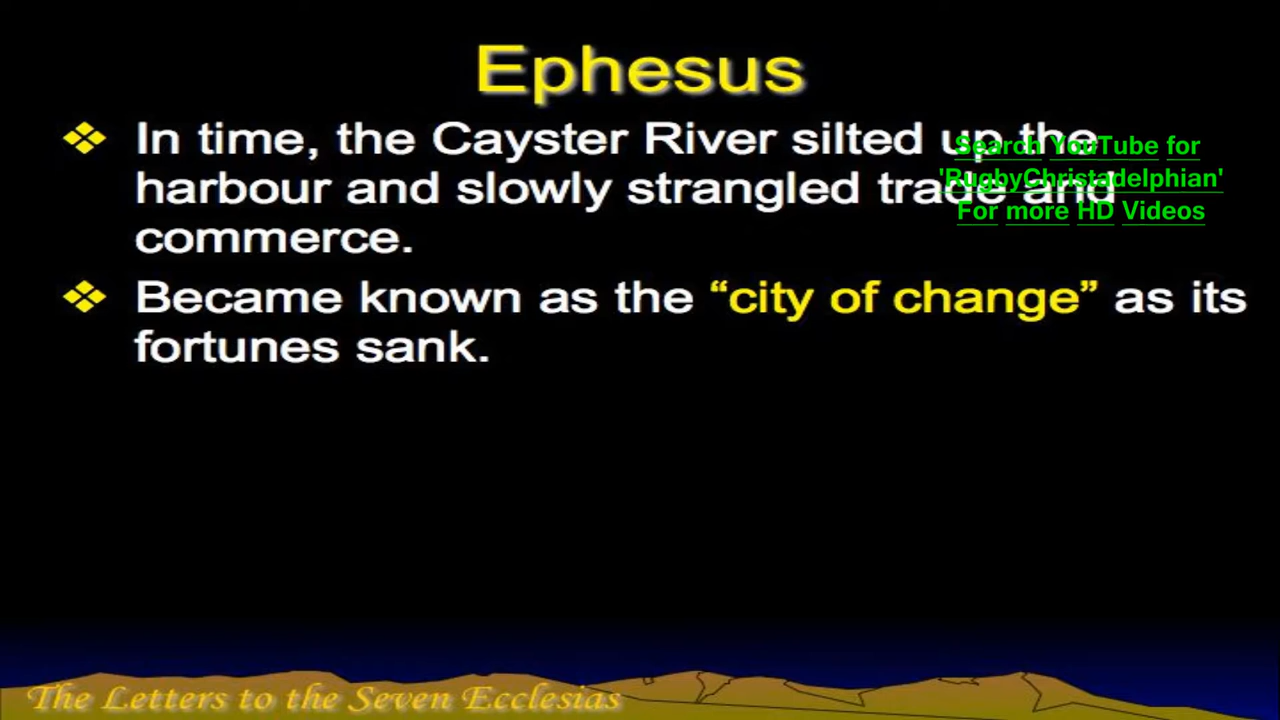 Ephesus
❖ In time, the Cayster River silted up the
harbour and slowly strangled trade and
commerce.
❖ Became known as the “city of change” as its
fortunes sank.
Search YouTube for
'RugbyChristadelphian'
For more HD Videos
The Letters to the Seven Ecclesias